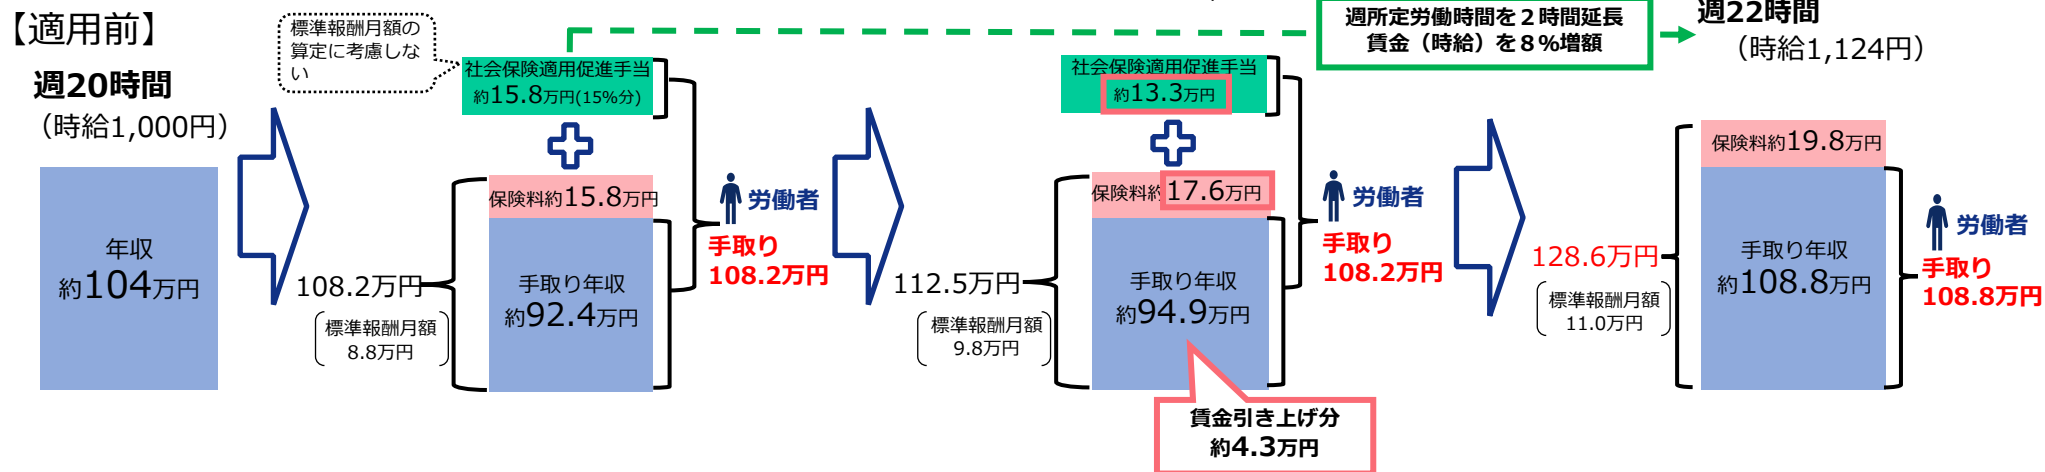 【適用前】
週20時間
（時給1,000円）
年収
約104万円
標準報酬月額の
算定に考慮しな
い
社会保険適用促進手当
約15.8万円(15%分)
保険料約15.8万円
手取り年収
約92.4万円
108.2万円
標準報酬月額
8.8万円
労働者
手取り
108.2万円
社会保険適用促進手当
約13.3万円
保険料約17.6万円
手取り年収
約94.9万円
112.5万円
標準報酬月額
9.8万円
賃金引き上げ分
約4.3万円
労働者
手取り
108.2万円
週所定労働時間を２時間延長
賃金（時給）を８%増額
週22時間
（時給1,124円）
保険料約19.8万円
手取り年収
約108.8万円
128.6万円
標準報酬月額
11.0万円
労働者
手取り
108.8万円